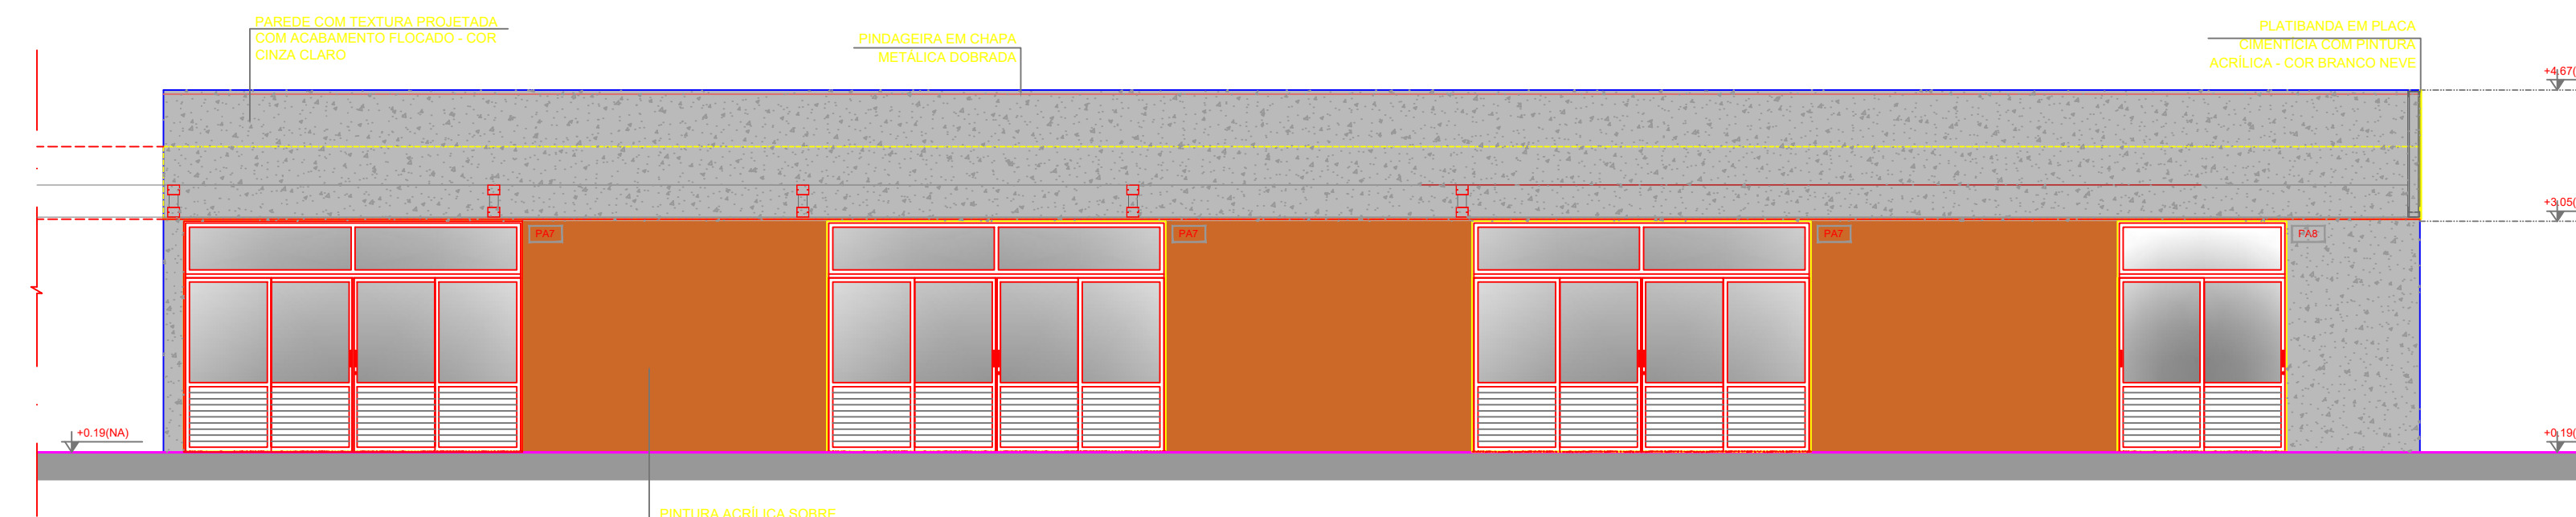 PAREDE COM TEXTURA PROJETADA
COM ACABAMENTO FLOCADO - COR
CINZA CLARO
PINDAGEIRA EM CHAPA
METÁLICA DOBRADA
PLATIBANDA EM PLACA
CIMENTICIA COM PINTURA
ACRÍLICA - COR BRANCO NEVE
+4.67(
+3.05(
PA7
PA7
PA7
PA8
+0.19(NA)
+0.19(
PINTURA ACRÍLICA SOBRE